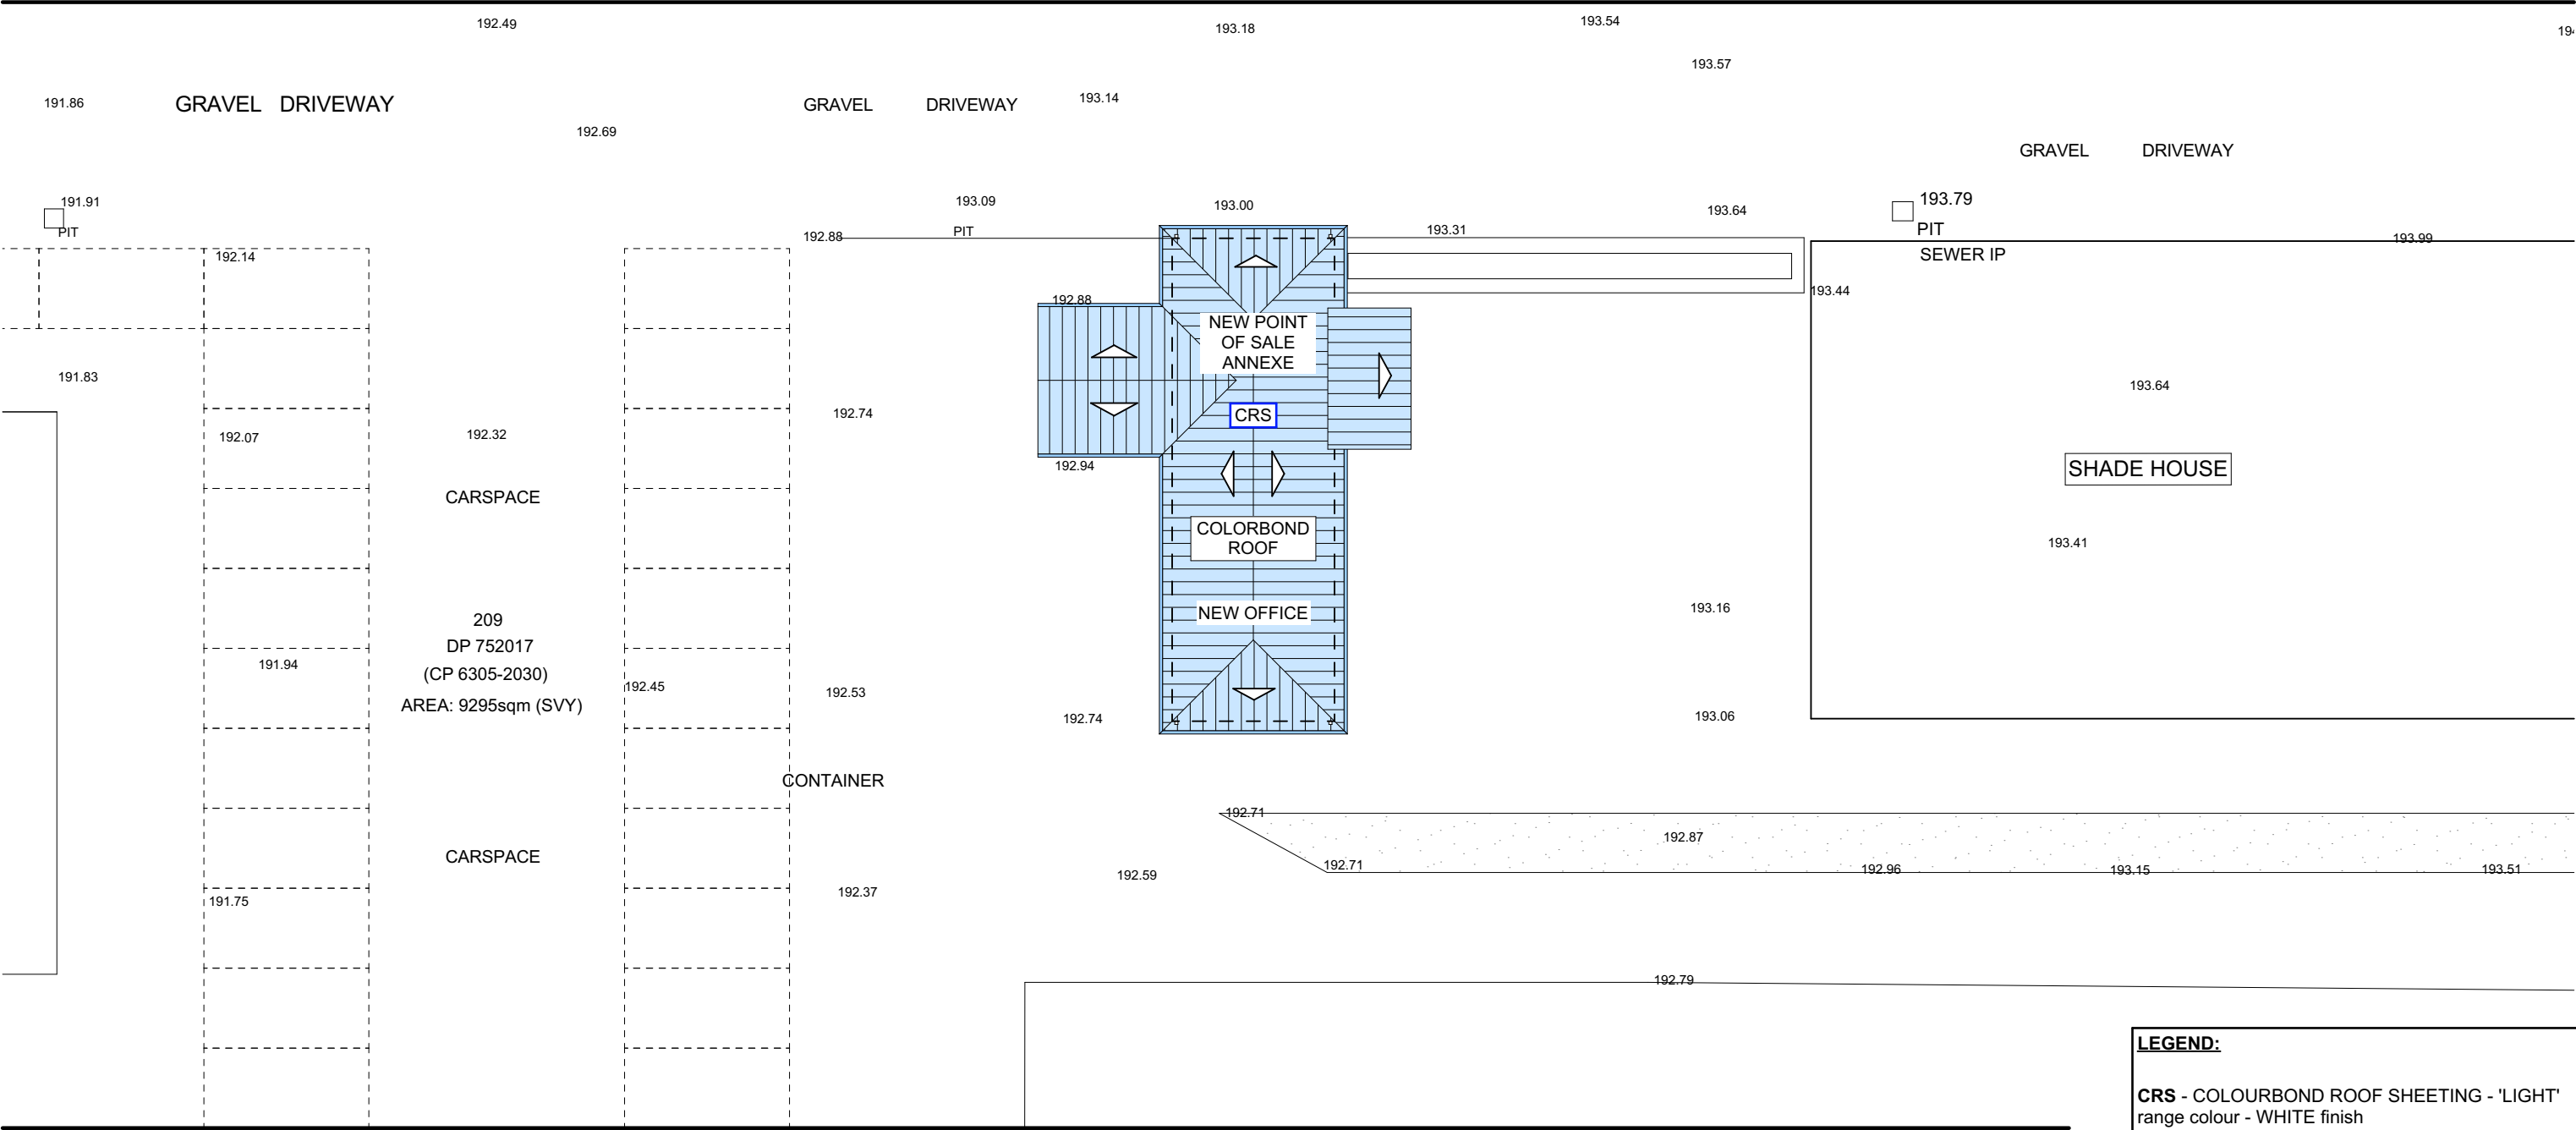 192.49
193.18
193.54
193.57
191.86
GRAVEL DRIVEWAY
GRAVEL DRIVEWAY
193.14
192.69
GRAVEL DRIVEWAY
191.91
PIT
193.09
193.00
193.64
193.79
PIT
SEWER IP
192.88
PIT
193.31
193.99
192.14
193.44
192.88
NEW POINT
OF SALE
ANNEXE
191.83
193.64
192.74
CRS
192.07
192.32
192.94
SHADE HOUSE
CARSPACE
COLORBOND
ROOF
193.41
NEW OFFICE
193.16
209
DP 752017
(CP 6305-2030)
AREA: 9295sqm (SVY)
191.94
192.45
192.53
192.74
193.06
CONTAINER
192.71
192.87
CARSPACE
192.71
192.96
193.15
193.51
192.59
192.37
191.75
192.79
LEGEND:
CRS - COLOURBOND ROOF SHEETING - 'LIGHT'
range colour - WHITE finish